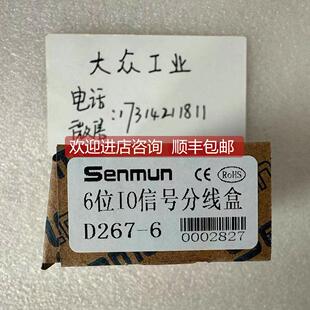 大众工业
电话:17314211811
欢迎进店咨询 顺丰包邮
Senmun CE RoHS
6位IO信号分线盒
D267-6 0002827